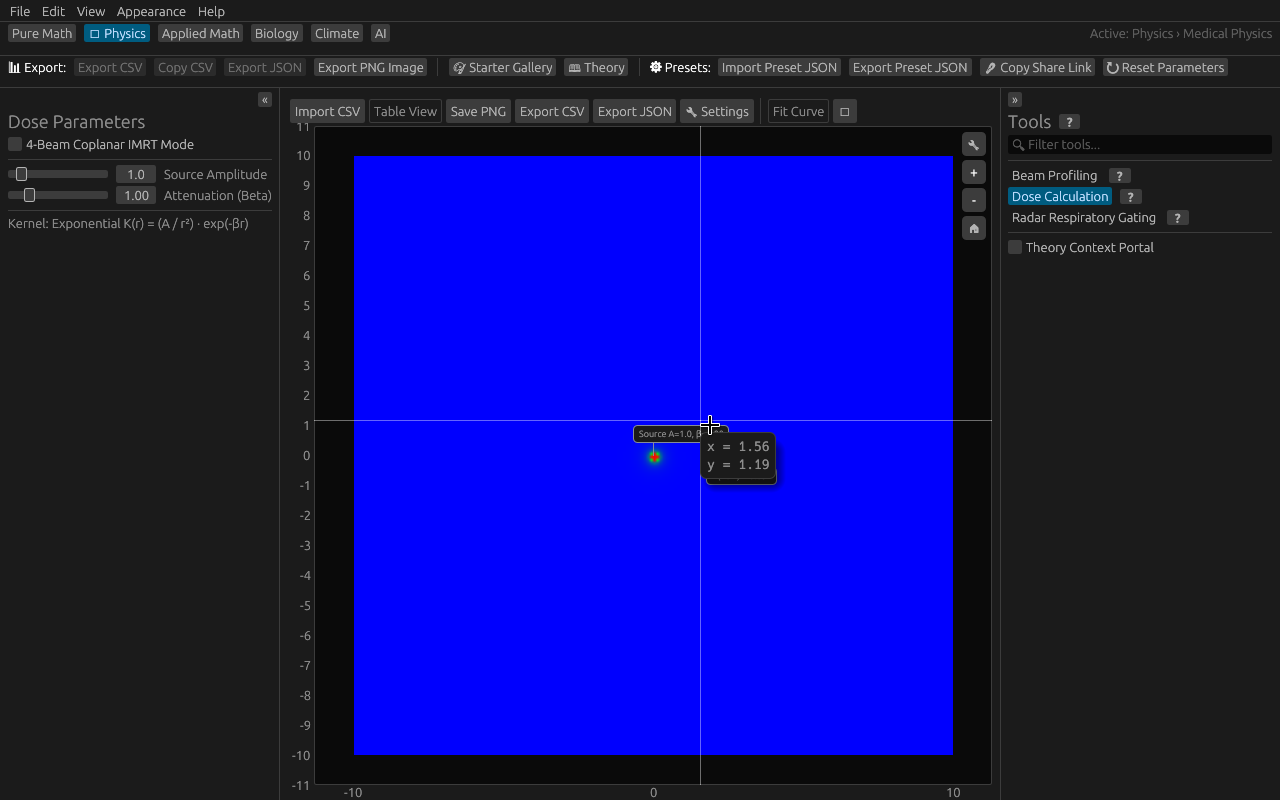 File Edit View Appearance Help
Pure Math Physics Applied Math Biology Climate AI Active: Physics › Medical Physics
Export: Export CSV Copy CSV Export JSON Export PNG Image Starter Gallery Theory Presets: Import Preset JSON Export Preset JSON Copy Share Link Reset Parameters
«
Dose Parameters
4-Beam Coplanar IMRT Mode
1.0 Source Amplitude
1.00 Attenuation (Beta)
Kernel: Exponential K(r) = (A / r²) · exp(-βr)
Import CSV Table View Save PNG Export CSV Export JSON Settings Fit Curve
11
10
9
8
7
6
5
4
3
2
1
0
-1
-2
-3
-4
-5
-6
-7
-8
-9
-10
-11
-10 0 10
+
-
Source A=1.0,
x = 1.56
y = 1.19
»
Tools ?
Filter tools...
Beam Profiling ?
Dose Calculation ?
Radar Respiratory Gating ?
Theory Context Portal